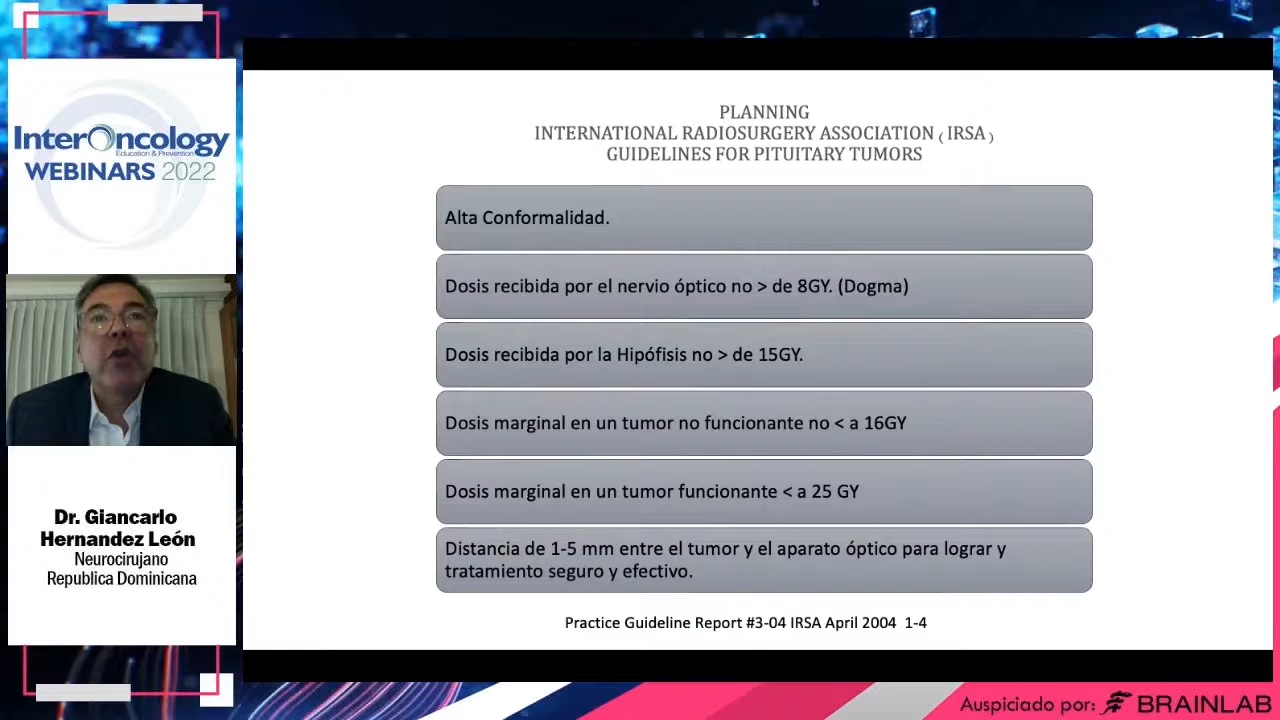 InterOncology
Education & Prevention
WEBINARS 2022
Dr. Giancarlo
Hernandez León
Neurocirujano
Republica Dominicana
PLANNING
INTERNATIONAL RADIOSURGERY ASSOCIATION ( IRSA )
GUIDELINES FOR PITUITARY TUMORS
Alta Conformalidad.
Dosis recibida por el nervio óptico no > de 8GY. (Dogma)
Dosis recibida por la Hipófisis no > de 15GY.
Dosis marginal en un tumor no funcionante no < a 16GY
Dosis marginal en un tumor funcionante < a 25 GY
Distancia de 1-5 mm entre el tumor y el aparato óptico para lograr y
tratamiento seguro y efectivo.
Practice Guideline Report #3-04 IRSA April 2004 1-4
Auspiciado por: BRAINLAB